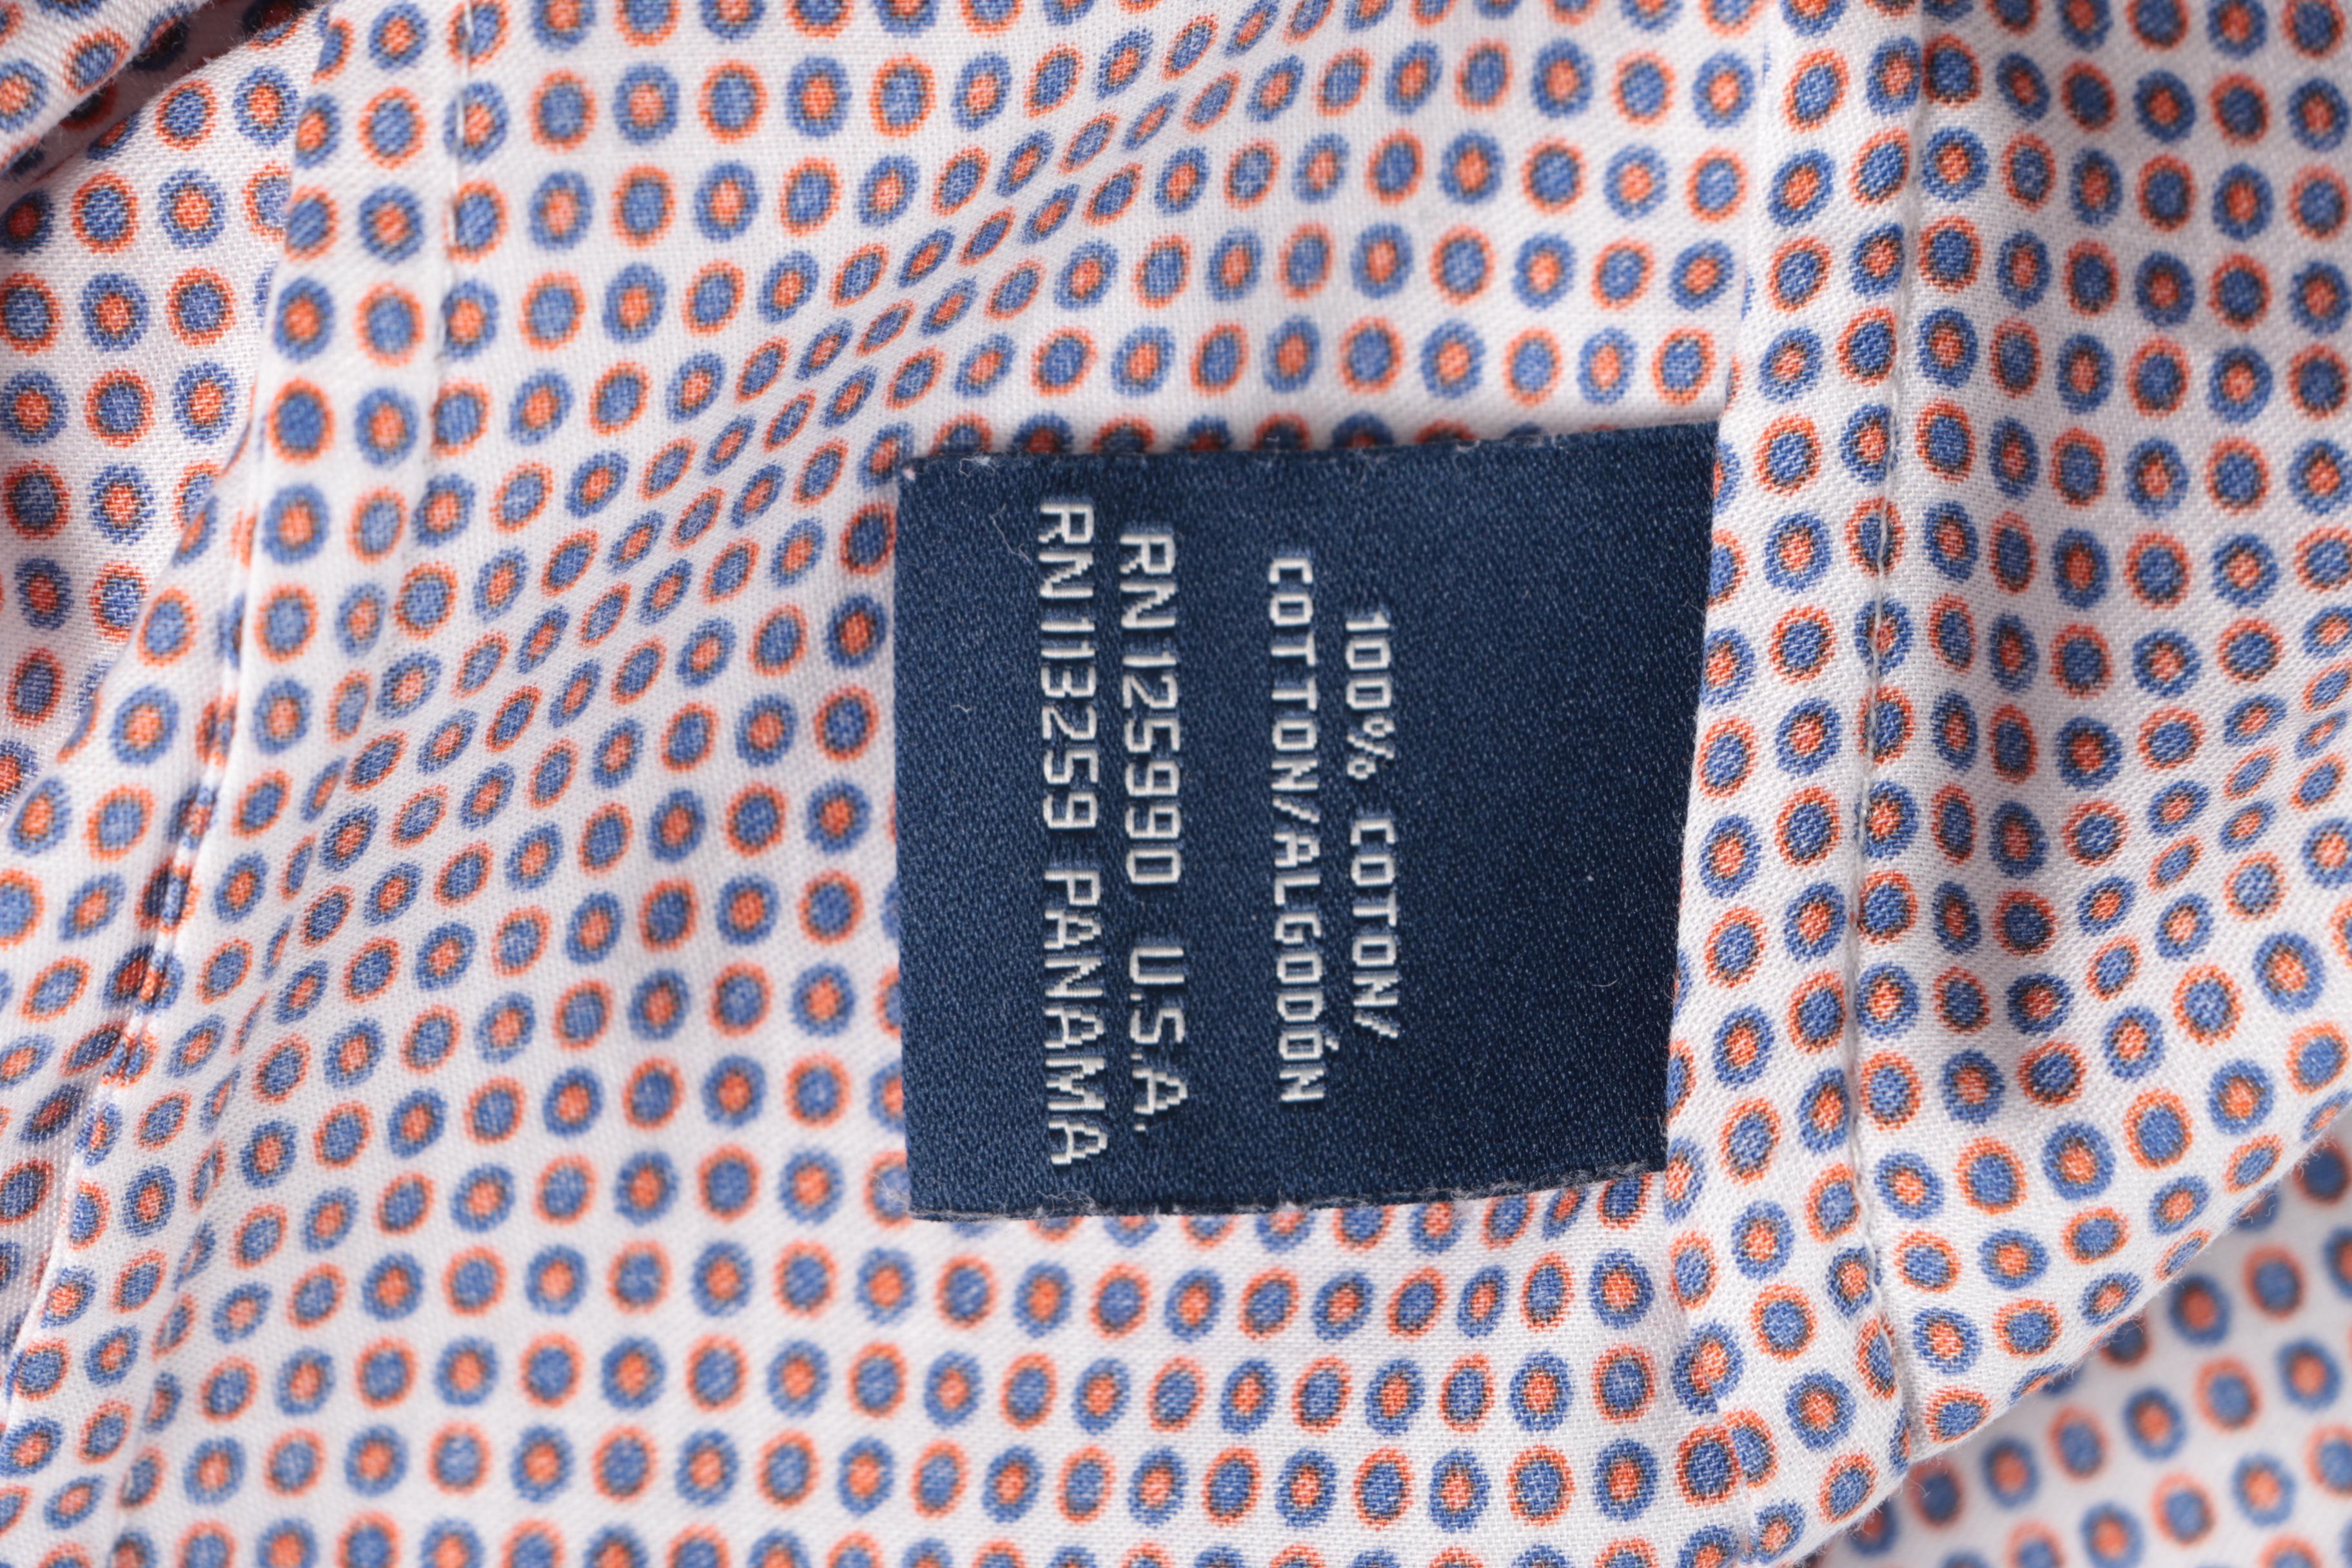 100% COTON/
COTTON/ALGODÓN
RN125990 U.S.A.
RN113259 PANAMA